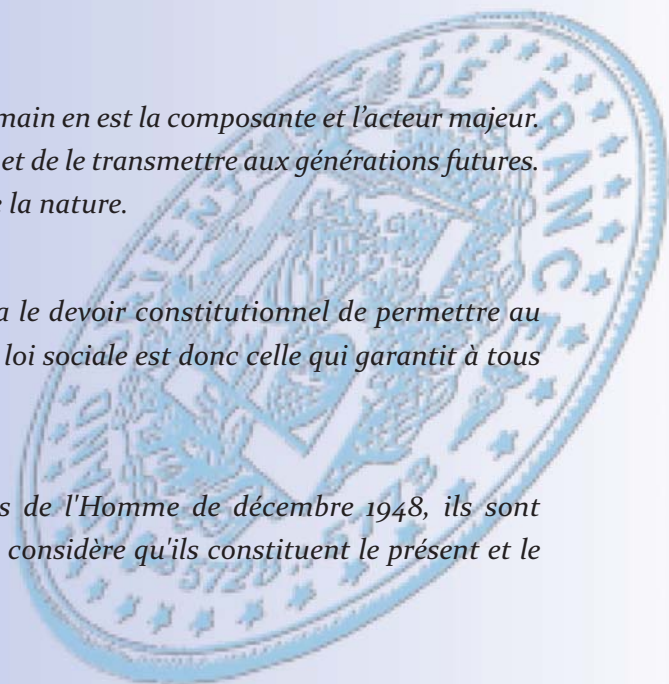 main en est la composante et l'acteur majeur.
et de le transmettre aux générations futures.
la nature.
a le devoir constitutionnel de permettre au
loi sociale est donc celle qui garantit à tous
s de l'Homme de décembre 1948, ils sont
considère qu'ils constituent le présent et le
DE FRANCE